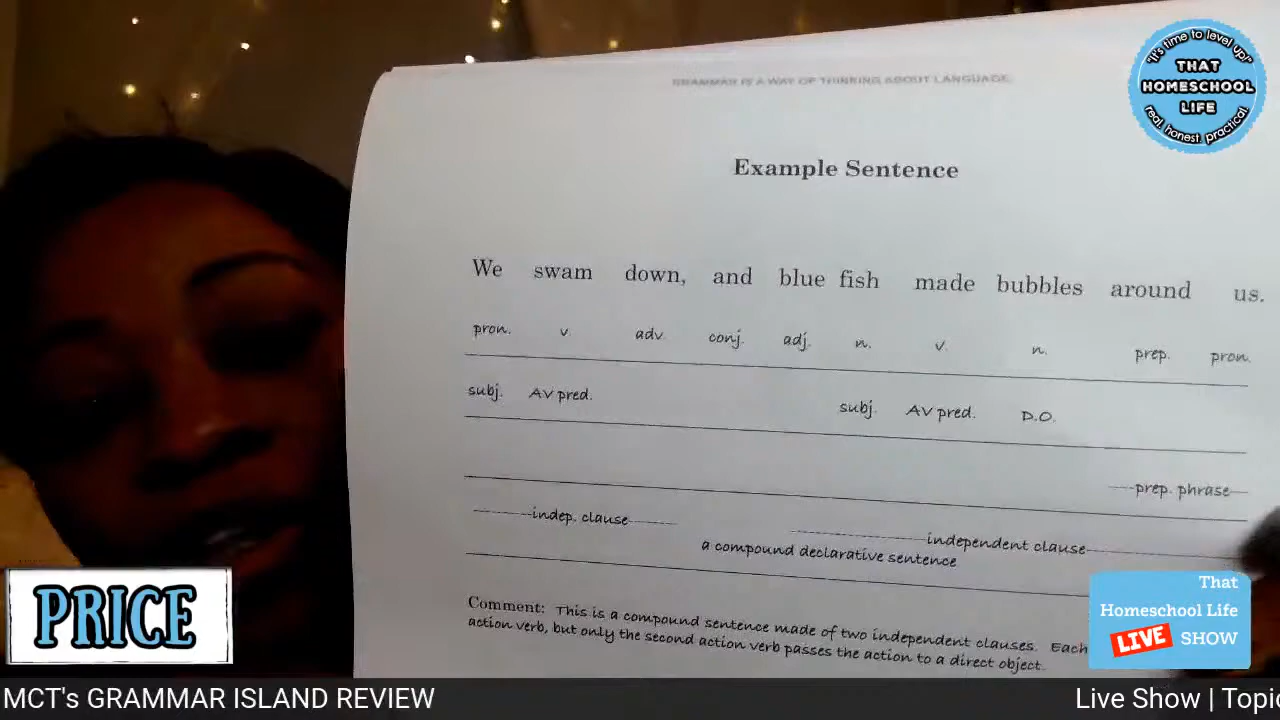 GRAMMAR IS A WAY OF THINKING ABOUT LANGUAGE.
"it's time to level up!"
THAT
HOMESCHOOL
LIFE
real. honest. practical.
Example Sentence
We swam down, and blue fish made bubbles around us.
pron. v. adv. conj. adj. n. v. n. prep. pron.
subj. AV pred. subj. AV pred. D.O.
prep. phrase
indep. clause independent clause
a compound declarative sentence
Comment: This is a compound sentence made of two independent clauses. Each
action verb, but only the second action verb passes the action to a direct object.
PRICE
That
Homeschool Life
LIVE SHOW
MCT's GRAMMAR ISLAND REVIEW
Live Show | Topic